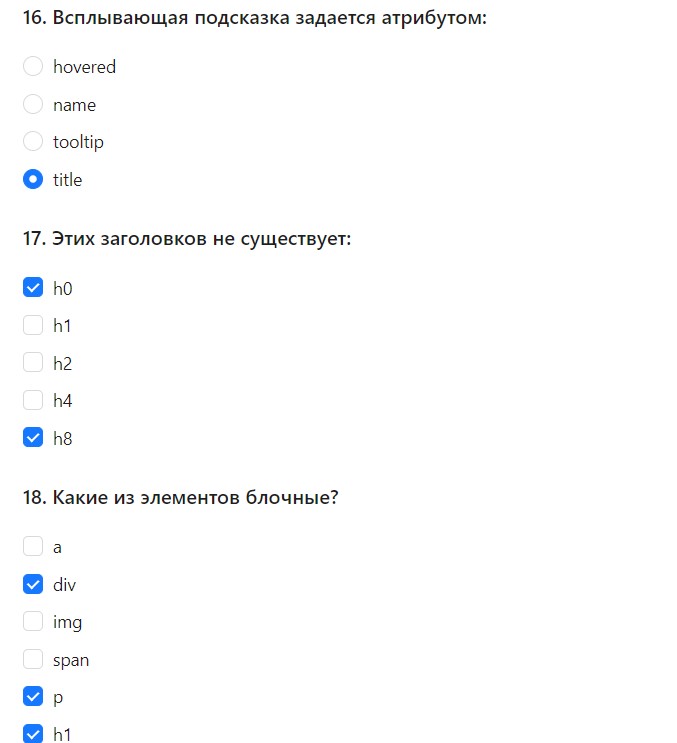 16. Всплывающая подсказка задается атрибутом:
hovered
name
tooltip
title
17. Этих заголовков не существует:
h0
h1
h2
h4
h8
18. Какие из элементов блочные?
a
div
img
span
p
h1